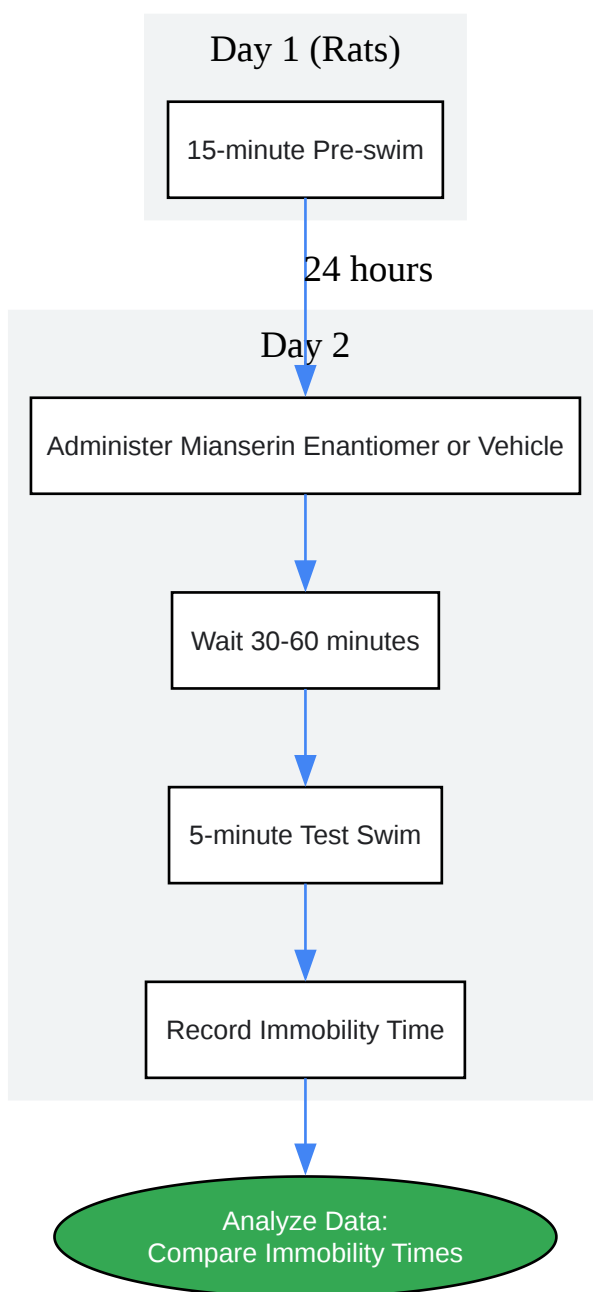 Day 1 (Rats)
15-minute Pre-swim
24 hours
Day 2
Administer Mianserin Enantiomer or Vehicle
Wait 30-60 minutes
5-minute Test Swim
Record Immobility Time
Analyze Data:
Compare Immobility Times